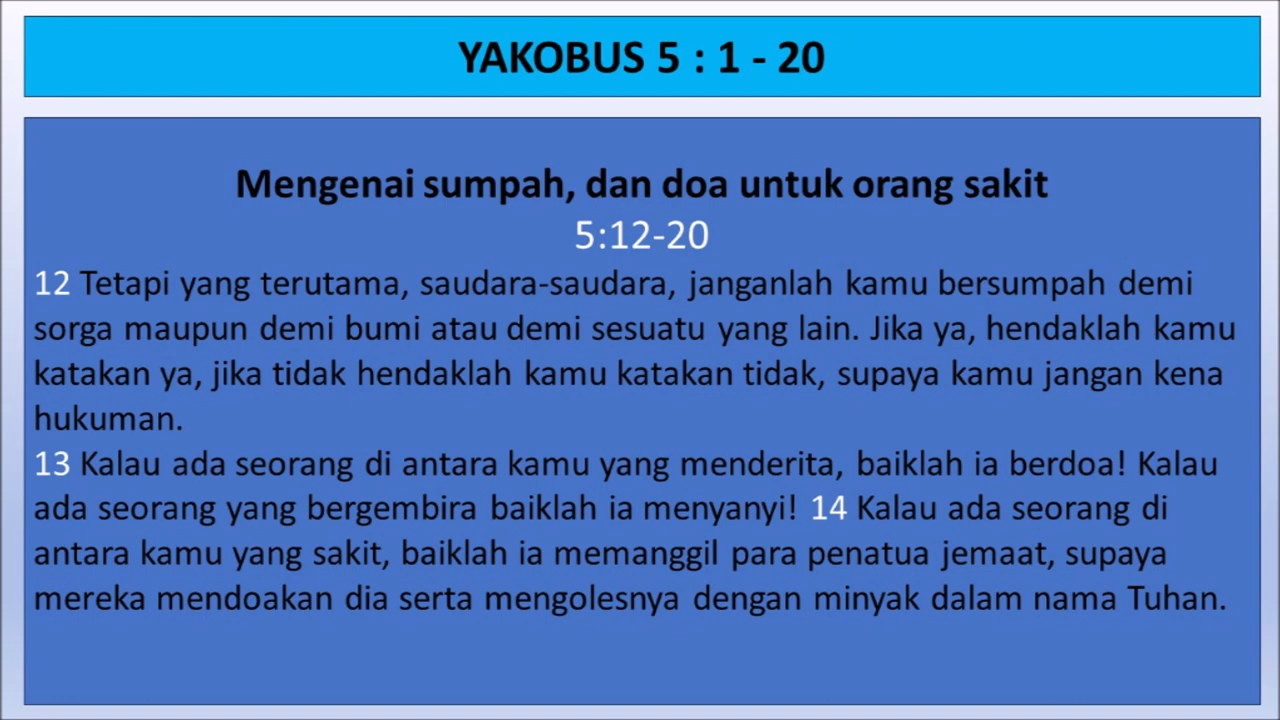 YAKOBUS 5 : 1 - 20
Mengenai sumpah, dan doa untuk orang sakit
5:12-20
12 Tetapi yang terutama, saudara-saudara, janganlah kamu bersumpah demi
sorga maupun demi bumi atau demi sesuatu yang lain. Jika ya, hendaklah kamu
katakan ya, jika tidak hendaklah kamu katakan tidak, supaya kamu jangan kena
hukuman.
13 Kalau ada seorang di antara kamu yang menderita, baiklah ia berdoa! Kalau
ada seorang yang bergembira baiklah ia menyanyi! 14 Kalau ada seorang di
antara kamu yang sakit, baiklah ia memanggil para penatua jemaat, supaya
mereka mendoakan dia serta mengolesnya dengan minyak dalam nama Tuhan.